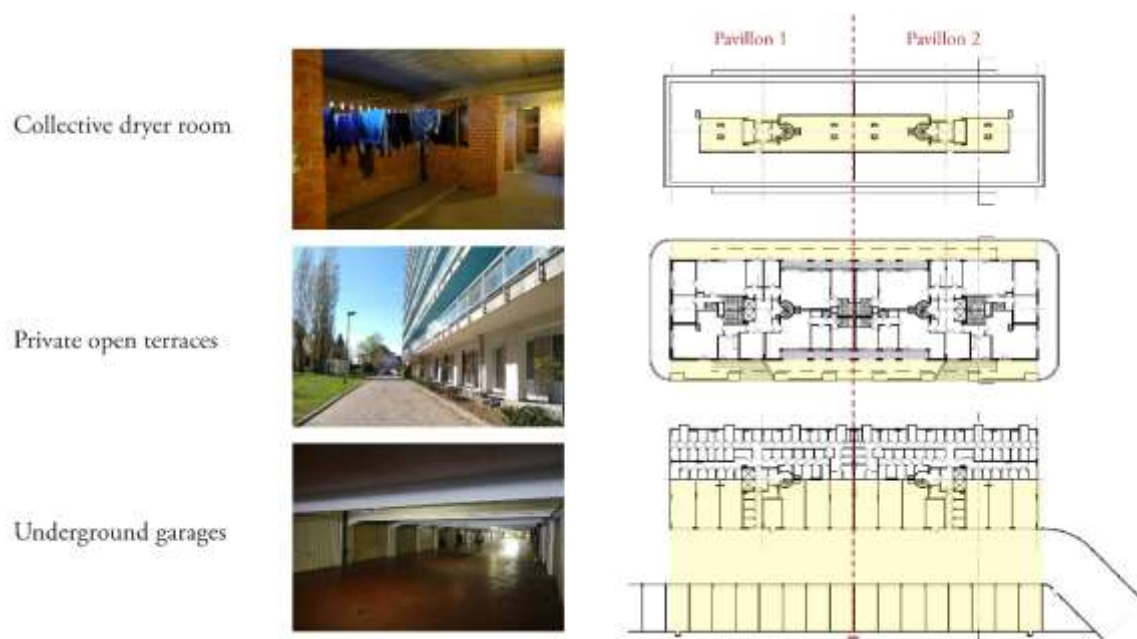 Pavillon 1
Pavillon 2
Collective dryer room
Private open terraces
Underground garages